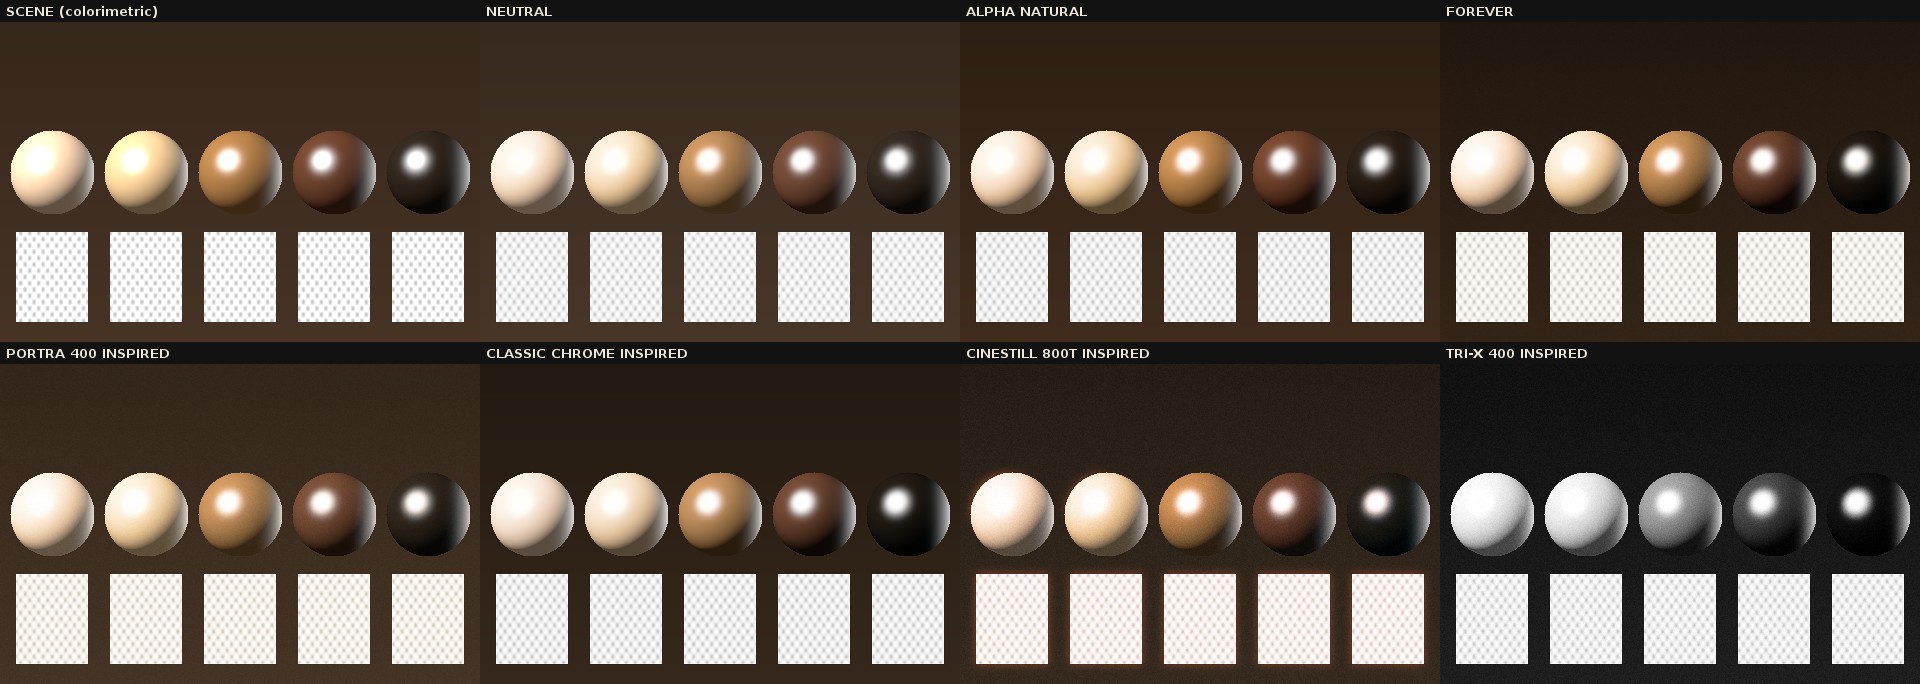 SCENE (colorimetric)
NEUTRAL
ALPHA NATURAL
FOREVER
PORTRA 400 INSPIRED
CLASSIC CHROME INSPIRED
CINESTILL 800T INSPIRED
TRI-X 400 INSPIRED